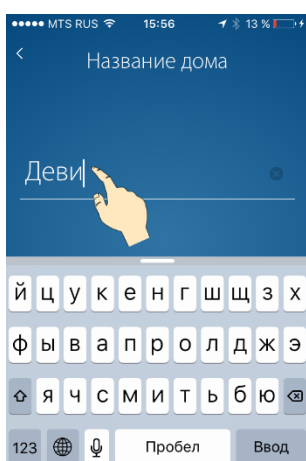 MTS RUS 15:56 13 %
Название дома
Деви
й ц у к е н г ш щ з х
ф ы в а п р о л д ж э
я ч с м и т ь б ю
123 Пробел Ввод